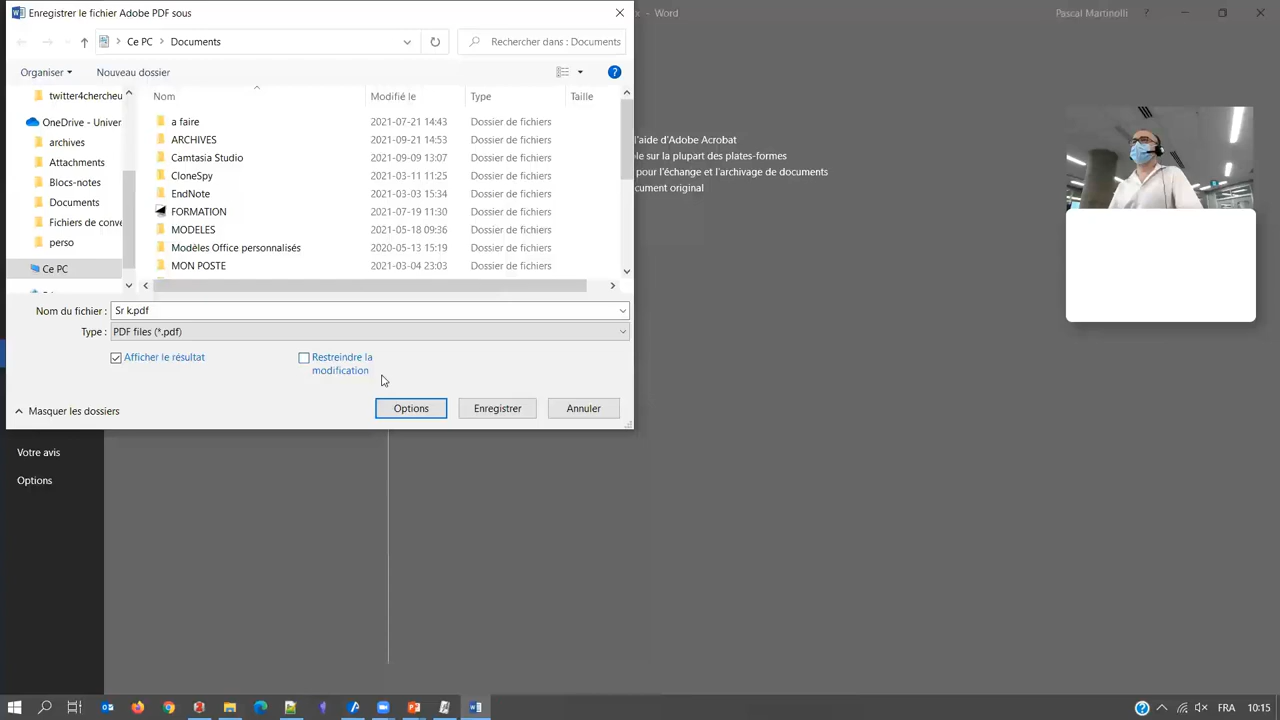 Enregistrer le fichier Adobe PDF sous
x - Word
Pascal Martinolli
?
Ce PC
Documents
Rechercher dans : Documents
Organiser
Nouveau dossier
?
twitter4chercheu
OneDrive - Univer
archives
Attachments
Blocs-notes
Documents
Fichiers de conve
perso
Ce PC
Nom Modifié le Type Taille
a faire 2021-07-21 14:43 Dossier de fichiers
ARCHIVES 2021-09-21 14:53 Dossier de fichiers
Camtasia Studio 2021-09-09 13:07 Dossier de fichiers
CloneSpy 2021-03-11 11:25 Dossier de fichiers
EndNote 2021-03-03 15:34 Dossier de fichiers
FORMATION 2021-07-19 11:30 Dossier de fichiers
MODELES 2021-05-18 09:36 Dossier de fichiers
Modèles Office personnalisés 2020-05-13 15:19 Dossier de fichiers
MON POSTE 2021-03-04 23:03 Dossier de fichiers
l'aide d'Adobe Acrobat
le sur la plupart des plates-formes
pour l'échange et l'archivage de documents
cument original
Nom du fichier : Sr k.pdf
Type : PDF files (*.pdf)
Afficher le résultat
Restreindre la
modification
Masquer les dossiers
Options
Enregistrer
Annuler
Votre avis
Options
FRA
10:15